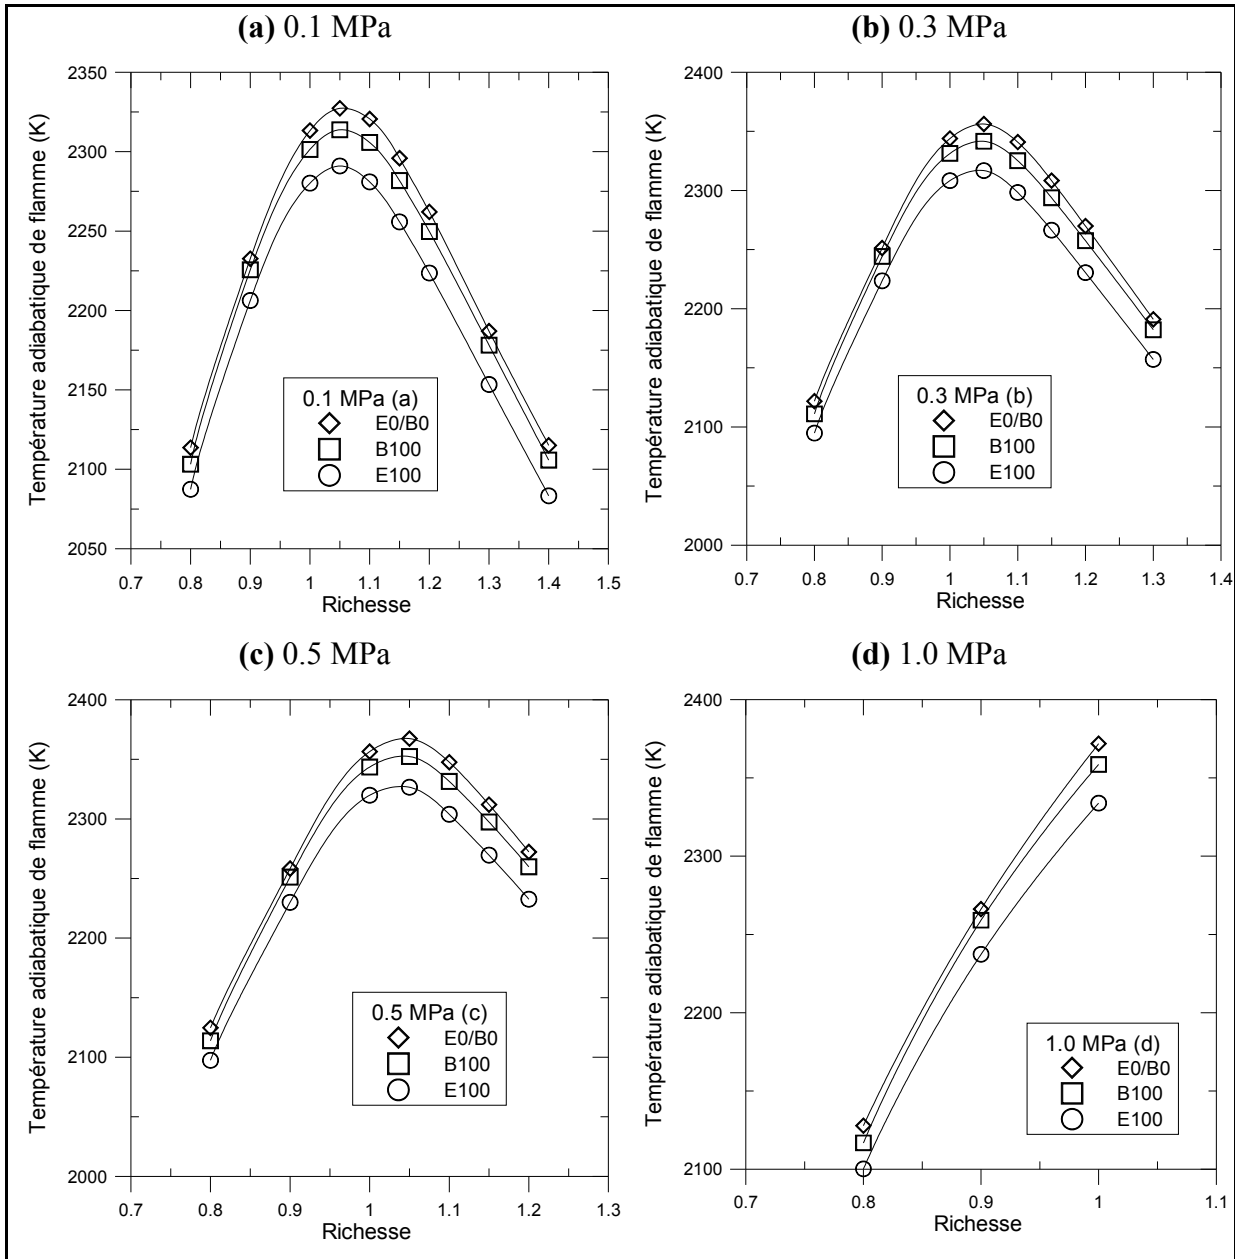 (a) 0.1 MPa
2350
2300
2250
2200
2150
2100
2050
0.7 0.8 0.9 1 1.1 1.2 1.3 1.4 1.5
Richesse
Température adiabatique de flamme (K)
0.1 MPa (a)
E0/B0
B100
E100
(b) 0.3 MPa
2400
2300
2200
2100
2000
0.7 0.8 0.9 1 1.1 1.2 1.3 1.4
Richesse
Température adiabatique de flamme (K)
0.3 MPa (b)
E0/B0
B100
E100
(c) 0.5 MPa
2400
2300
2200
2100
2000
0.7 0.8 0.9 1 1.1 1.2 1.3
Richesse
Température adiabatique de flamme (K)
0.5 MPa (c)
E0/B0
B100
E100
(d) 1.0 MPa
2400
2300
2200
2100
0.7 0.8 0.9 1 1.1
Richesse
Température adiabatique de flamme (K)
1.0 MPa (d)
E0/B0
B100
E100